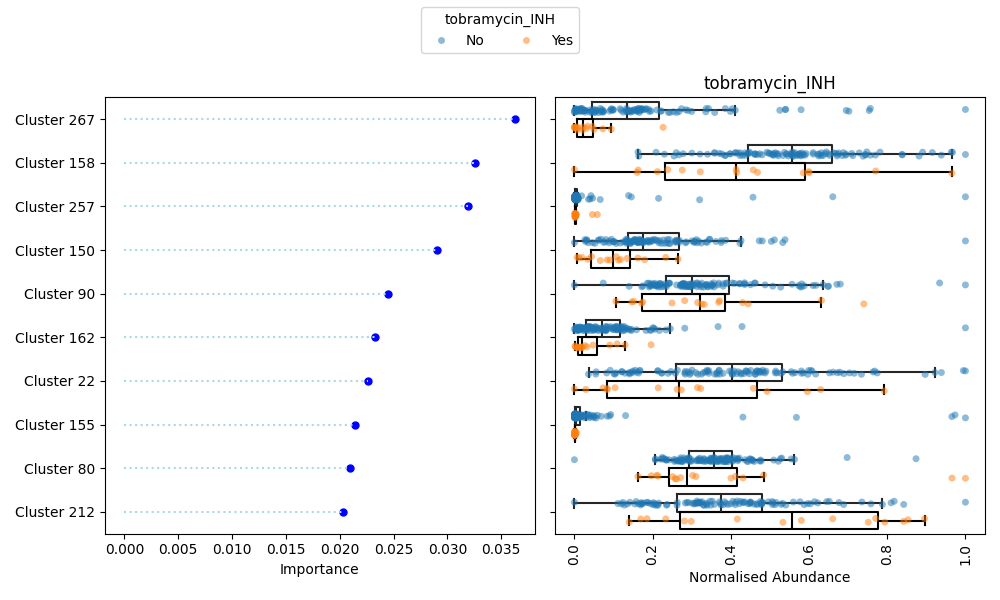 tobramycin_INH
No Yes
tobramycin_INH
Cluster 267
Cluster 158
Cluster 257
Cluster 150
Cluster 90
Cluster 162
Cluster 22
Cluster 155
Cluster 80
Cluster 212
0.000 0.005 0.010 0.015 0.020 0.025 0.030 0.035
Importance
0.0 0.2 0.4 0.6 0.8 1.0
Normalised Abundance